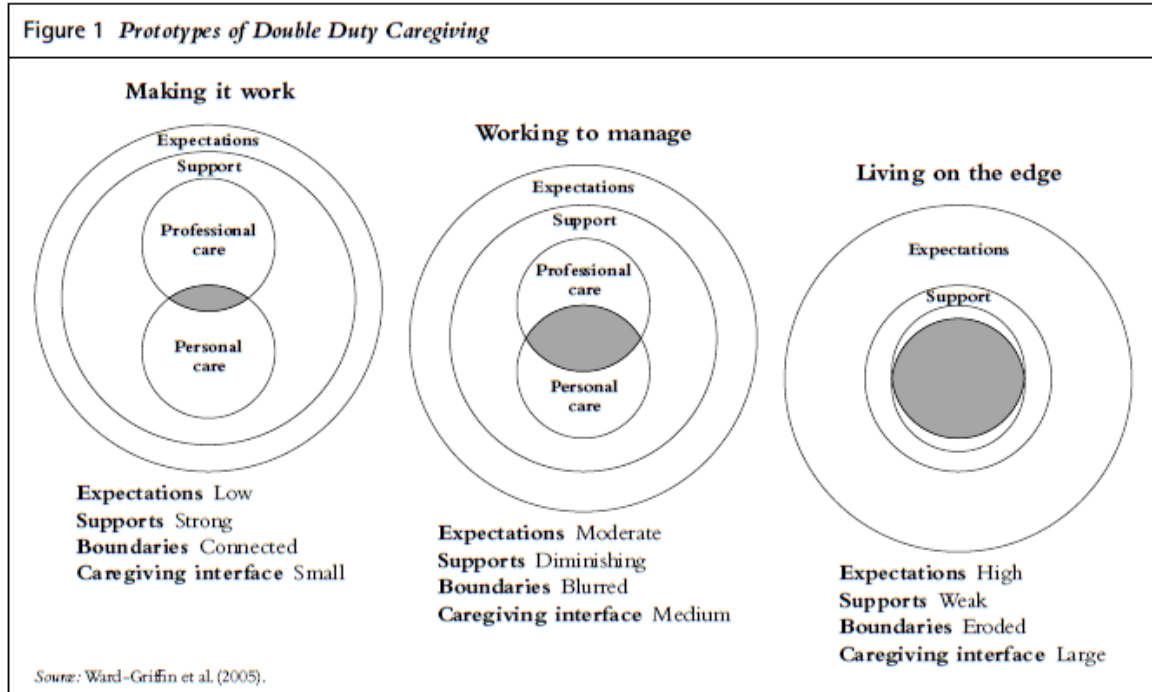 Figure 1 Prototypes of Double Duty Caregiving
Making it work
Expectations
Support
Professional
care
Personal
care
Expectations Low
Supports Strong
Boundaries Connected
Caregiving interface Small
Working to manage
Expectations
Support
Professional
care
Personal
care
Expectations Moderate
Supports Diminishing
Boundaries Blurred
Caregiving interface Medium
Living on the edge
Expectations
Support
Expectations High
Supports Weak
Boundaries Eroded
Caregiving interface Large
Source: Ward-Griffin et al. (2005).